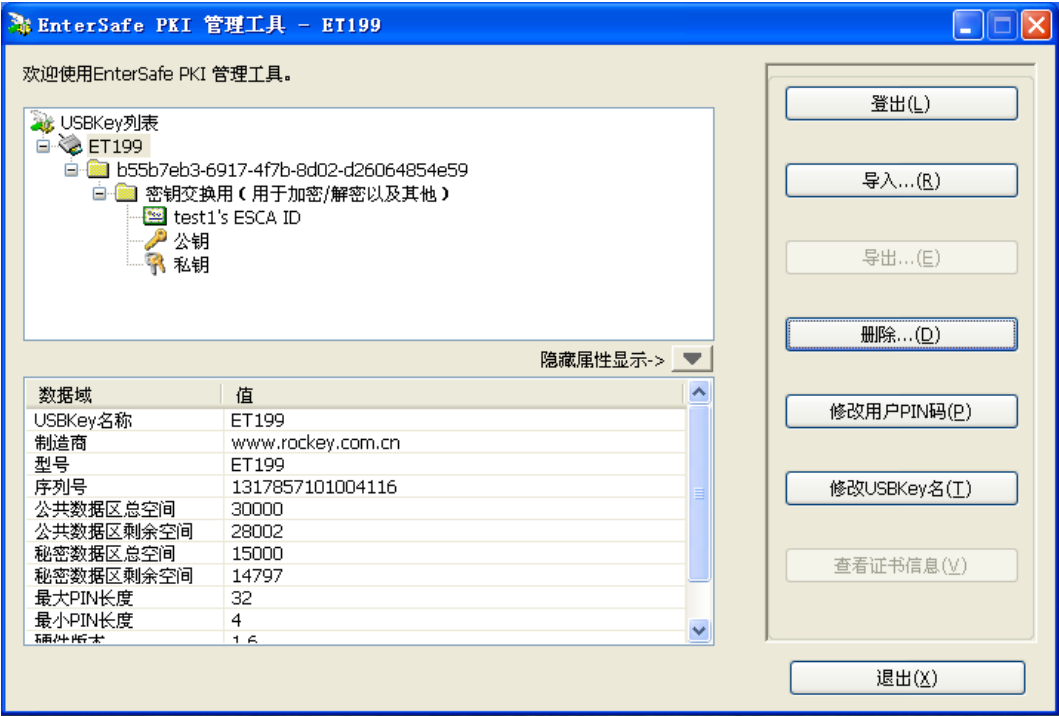 EnterSafe PKI 管理工具 - ET199
欢迎使用EnterSafe PKI 管理工具。
USBKey列表
ET199
b55b7eb3-6917-4f7b-8d02-d26064854e59
密钥交换用(用于加密/解密以及其他)
test1's ESCA ID
公钥
私钥
隐藏属性显示->
数据域 值
USBKey名称 ET199
制造商 www.rockey.com.cn
型号 ET199
序列号 1317857101004116
公共数据区总空间 30000
公共数据区剩余空间 28002
秘密数据区总空间 15000
秘密数据区剩余空间 14797
最大PIN长度 32
最小PIN长度 4
硬件版本 1.6
登出(L)
导入...(R)
导出...(E)
删除...(D)
修改用户PIN码(P)
修改USBKey名(T)
查看证书信息(V)
退出(X)